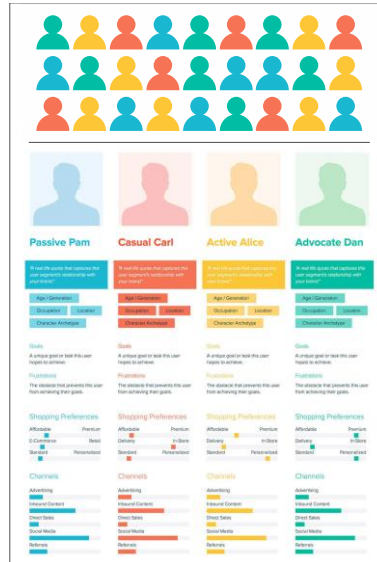 Passive Pam
Casual Carl
Active Alice
Advocate Dan
"A real-life quote that captures the
user segment's relationship with
your brand."
"A real-life quote that captures the
user segment's relationship with
your brand."
"A real-life quote that captures the
user segment's relationship with
your brand."
"A real-life quote that captures the
user segment's relationship with
your brand."
Age / Generation
Occupation Location
Character Archetype
Age / Generation
Occupation Location
Character Archetype
Age / Generation
Occupation Location
Character Archetype
Age / Generation
Occupation Location
Character Archetype
Goals
A unique goal or task this user
hopes to achieve.
Frustrations
The obstacle that prevents this user
from achieving their goals.
Goals
A unique goal or task this user
hopes to achieve.
Frustrations
The obstacle that prevents this user
from achieving their goals.
Goals
A unique goal or task this user
hopes to achieve.
Frustrations
The obstacle that prevents this user
from achieving their goals.
Goals
A unique goal or task this user
hopes to achieve.
Frustrations
The obstacle that prevents this user
from achieving their goals.
Shopping Preferences
Affordable Premium
E-Commerce Retail
Standard Personalized
Shopping Preferences
Affordable Premium
Delivery In-Store
Standard Personalized
Shopping Preferences
Affordable Premium
Delivery In-Store
Standard Personalized
Shopping Preferences
Affordable Premium
Delivery In-Store
Standard Personalized
Channels
Advertising
Inbound Content
Direct Sales
Social Media
Referrals
Channels
Advertising
Inbound Content
Direct Sales
Social Media
Referrals
Channels
Advertising
Inbound Content
Direct Sales
Social Media
Referrals
Channels
Advertising
Inbound Content
Direct Sales
Social Media
Referrals